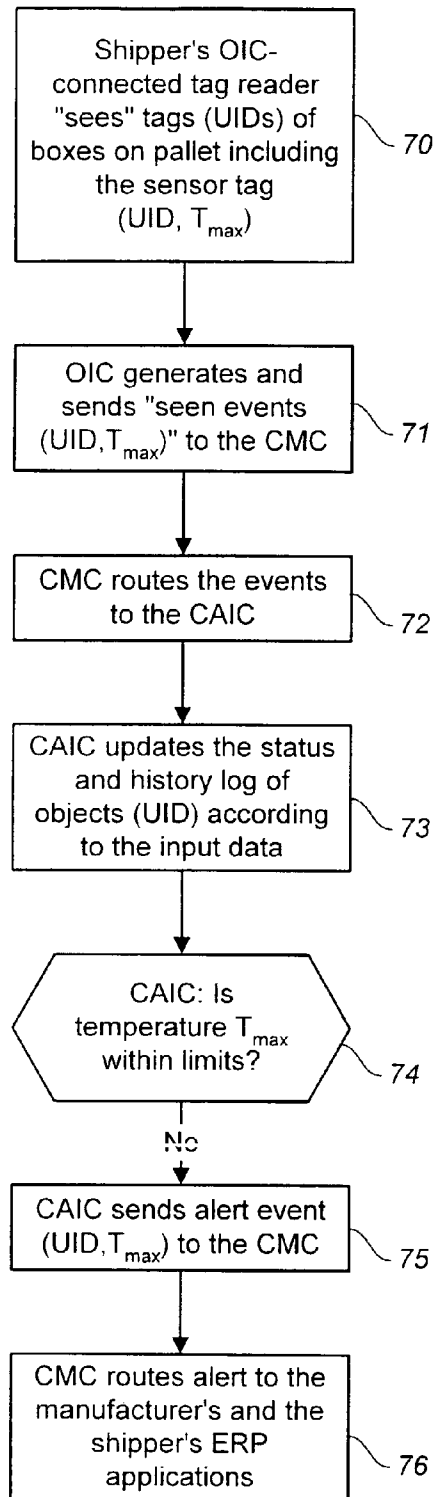 Shipper's OIC-
connected tag reader
"sees" tags (UIDs) of
boxes on pallet including
the sensor tag
(UID, Tmax)
70
OIC generates and
sends "seen events
(UID,Tmax)" to the CMC
71
CMC routes the events
to the CAIC
72
CAIC updates the status
and history log of
objects (UID) according
to the input data
73
CAIC: Is
temperature Tmax
within limits?
74
No
CAIC sends alert event
(UID,Tmax) to the CMC
75
CMC routes alert to the
manufacturer's and the
shipper's ERP
applications
76